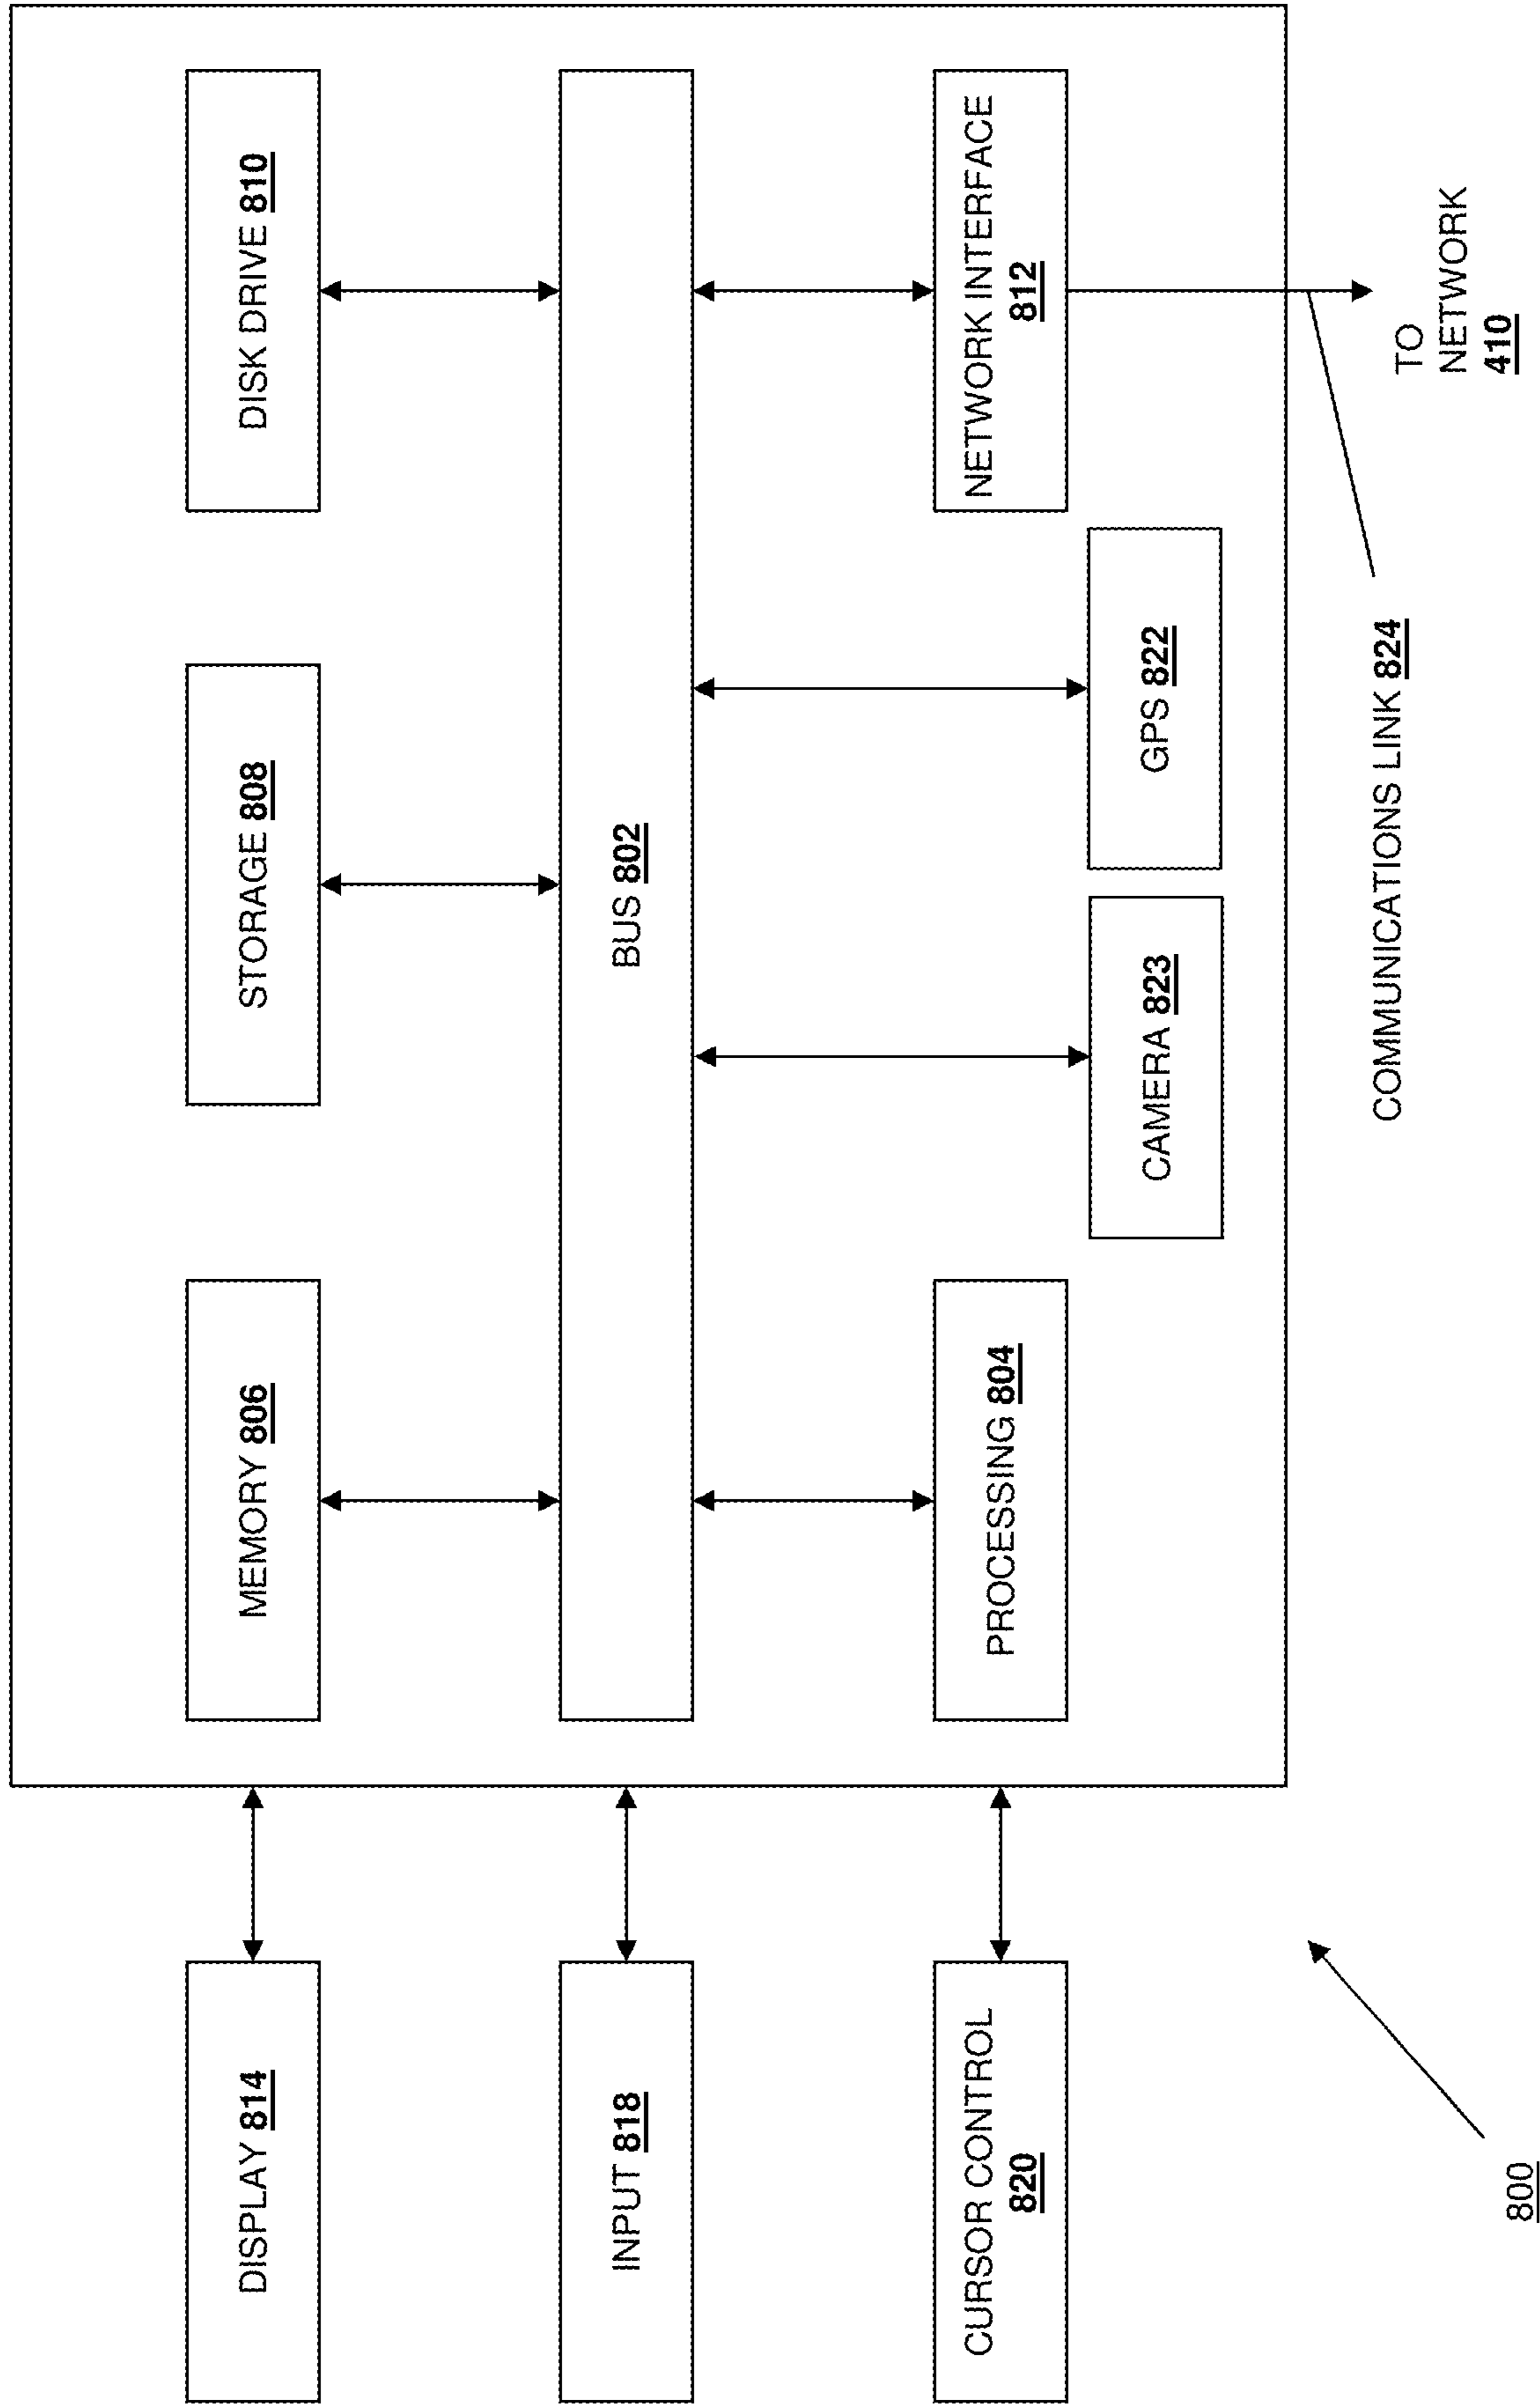 DISPLAY 814
MEMORY 806
STORAGE 808
DISK DRIVE 810
INPUT 818
BUS 802
CURSOR CONTROL
820
PROCESSING 804
NETWORK INTERFACE
812
CAMERA 823
GPS 822
COMMUNICATIONS LINK 824
TO
NETWORK
410
800